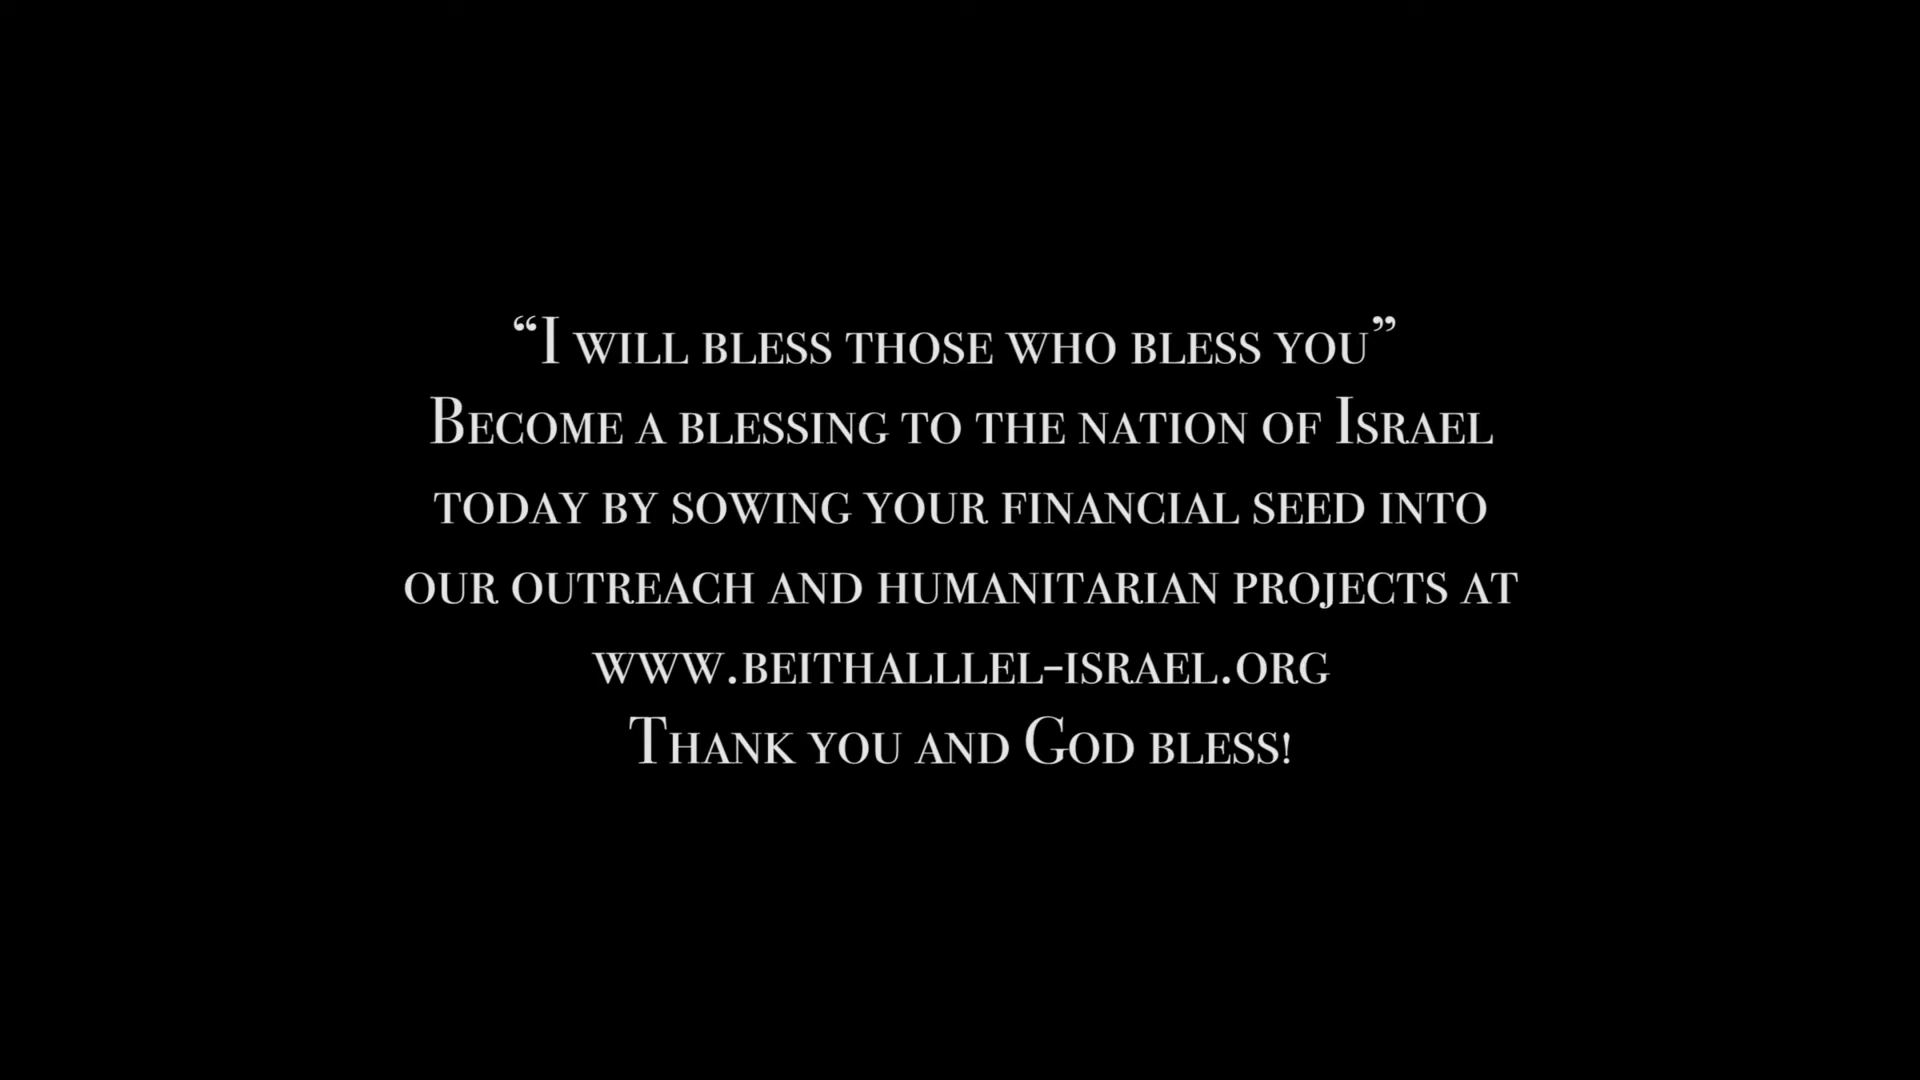 “I will bless those who bless you”
Become a blessing to the nation of Israel
today by sowing your financial seed into
our outreach and humanitarian projects at
www.beithalllel-israel.org
Thank you and God bless!